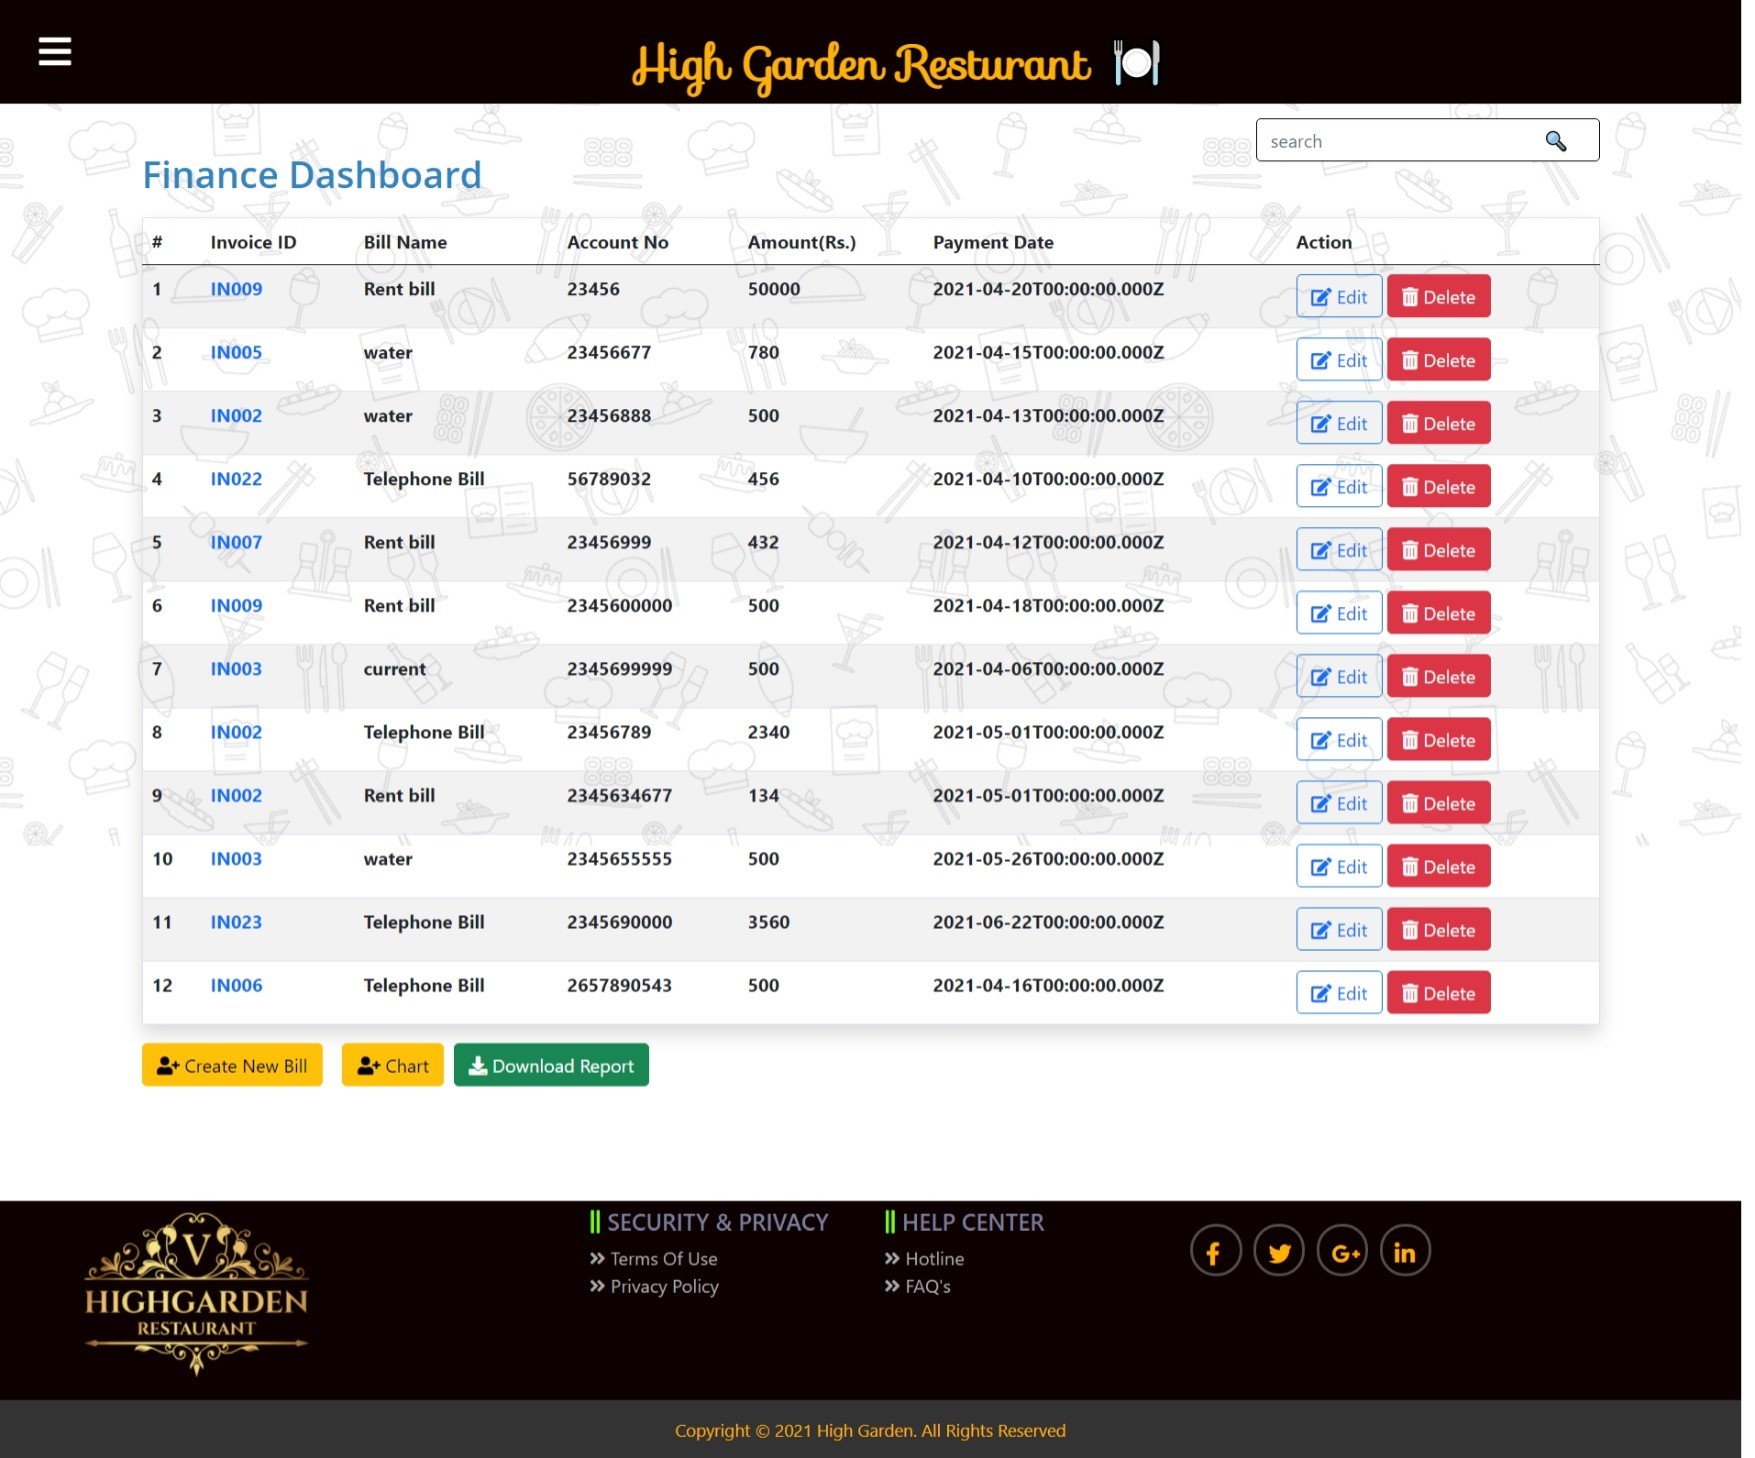 High Garden Resturant
search
Finance Dashboard
# Invoice ID Bill Name Account No Amount(Rs.) Payment Date Action
1 IN009 Rent bill 23456 50000 2021-04-20T00:00:00.000Z Edit Delete
2 IN005 water 23456677 780 2021-04-15T00:00:00.000Z Edit Delete
3 IN002 water 23456888 500 2021-04-13T00:00:00.000Z Edit Delete
4 IN022 Telephone Bill 56789032 456 2021-04-10T00:00:00.000Z Edit Delete
5 IN007 Rent bill 23456999 432 2021-04-12T00:00:00.000Z Edit Delete
6 IN009 Rent bill 2345600000 500 2021-04-18T00:00:00.000Z Edit Delete
7 IN003 current 2345699999 500 2021-04-06T00:00:00.000Z Edit Delete
8 IN002 Telephone Bill 23456789 2340 2021-05-01T00:00:00.000Z Edit Delete
9 IN002 Rent bill 2345634677 134 2021-05-01T00:00:00.000Z Edit Delete
10 IN003 water 2345655555 500 2021-05-26T00:00:00.000Z Edit Delete
11 IN023 Telephone Bill 2345690000 3560 2021-06-22T00:00:00.000Z Edit Delete
12 IN006 Telephone Bill 2657890543 500 2021-04-16T00:00:00.000Z Edit Delete
Create New Bill Chart Download Report
V
HIGHGARDEN
RESTAURANT
SECURITY & PRIVACY
Terms Of Use
Privacy Policy
HELP CENTER
Hotline
FAQ's
f G+ in
Copyright © 2021 High Garden. All Rights Reserved